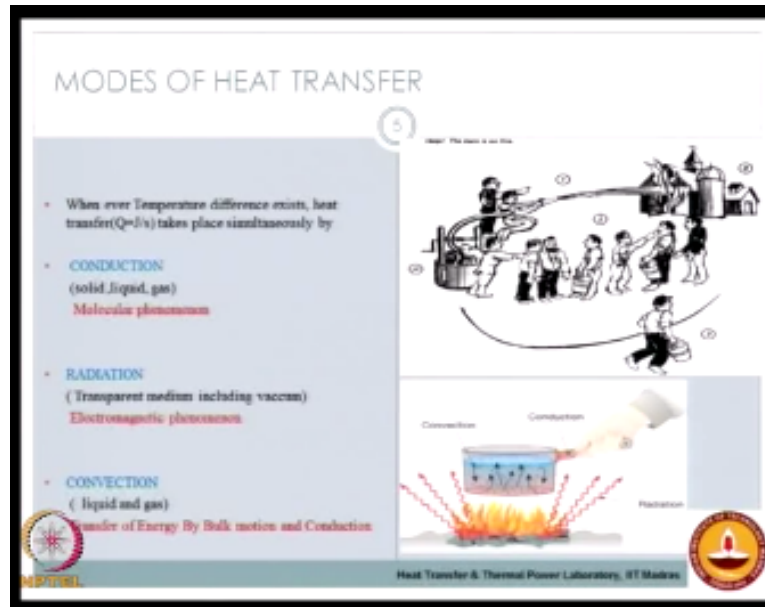 MODES OF HEAT TRANSFER
5
When ever Temperature difference exists, heat
transfer(Q=J/s) takes place simultaneously by
CONDUCTION
(solid ,liquid, gas)
Molecular phenomenon
RADIATION
( Transparent medium including vaccum)
Electromagnetic phenomenon
CONVECTION
( liquid and gas)
Transfer of Energy By Bulk motion and Conduction
Convection
Conduction
Radiation
NPTEL
Heat Transfer & Thermal Power Laboratory, IIT Madras